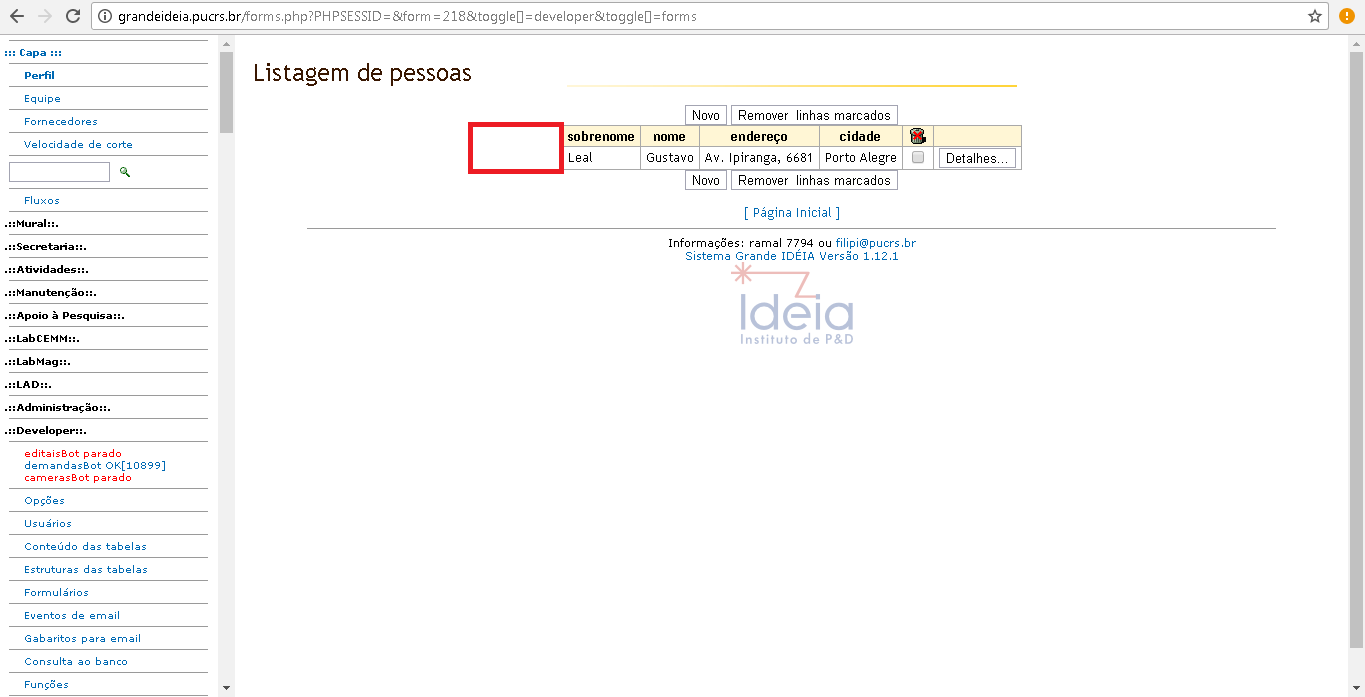 grandeideia.pucrs.br/forms.php?PHPSESSID=&form=218&toggle[]=developer&toggle[]=forms
::: Capa :::
Perfil
Equipe
Fornecedores
Velocidade de corte
Fluxos
.::Mural::.
.::Secretaria::.
.::Atividades::.
.::Manutenção::.
.::Apoio à Pesquisa::.
.::LabCEMM::.
.::LabMag::.
.::LAD::.
.::Administração::.
.::Developer::.
editaisBot parado
demandasBot OK[10899]
camerasBot parado
Opções
Usuários
Conteúdo das tabelas
Estruturas das tabelas
Formulários
Eventos de email
Gabaritos para email
Consulta ao banco
Funções
Listagem de pessoas
Novo Remover linhas marcados
sobrenome nome endereço cidade
Leal Gustavo Av. Ipiranga, 6681 Porto Alegre Detalhes...
Novo Remover linhas marcados
[ Página Inicial ]
Informações: ramal 7794 ou filipi@pucrs.br
Sistema Grande IDÉIA Versão 1.12.1
Ideia
Instituto de P&D